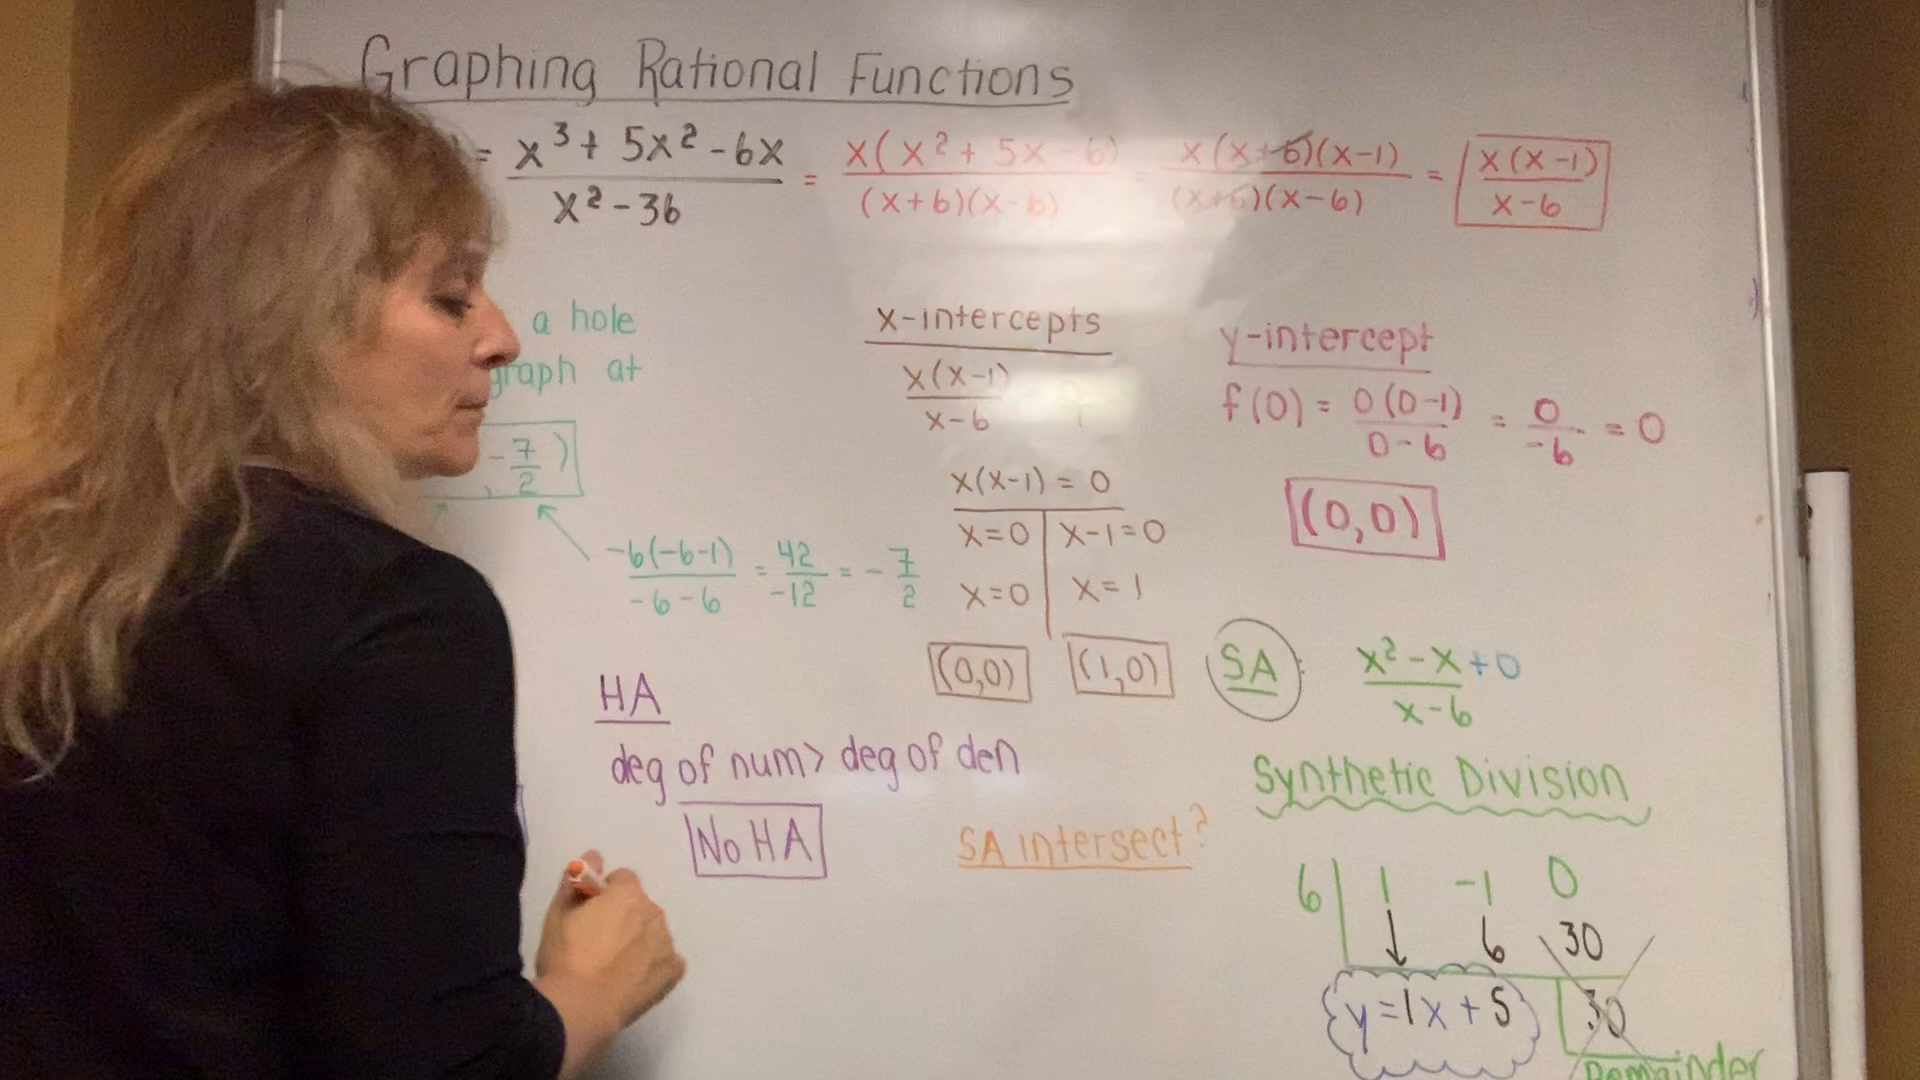 Graphing Rational Functions
= x³ + 5x² - 6x / x² - 36 = x(x² + 5x - 6) / (x+6)(x-6) = x(x+6)(x-1) / (x+6)(x-6) = x(x-1) / x-6
a hole
graph at
-7/2)
-6(-6-1) / -6-6 = 42 / -12 = -7/2
x-intercepts
x(x-1) / x-6
x(x-1) = 0
x=0 | x-1=0
x=0 | x=1
(0,0) (1,0)
y-intercept
f(0) = 0(0-1) / 0-6 = 0 / -6 = 0
(0,0)
HA
deg of num > deg of den
No HA
SA intersect?
SA: x² - x + 0 / x-6
Synthetic Division
6 | 1 -1 0
↓ 6 30
y = 1x + 5 30
Remainder